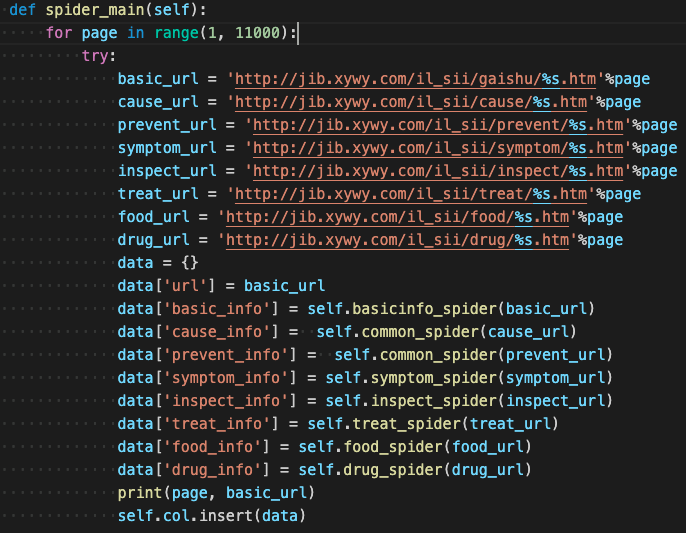 def spider_main(self):
    for page in range(1, 11000):
        try:
            basic_url = 'http://jib.xywy.com/il_sii/gaishu/%s.htm'%page
            cause_url = 'http://jib.xywy.com/il_sii/cause/%s.htm'%page
            prevent_url = 'http://jib.xywy.com/il_sii/prevent/%s.htm'%page
            symptom_url = 'http://jib.xywy.com/il_sii/symptom/%s.htm'%page
            inspect_url = 'http://jib.xywy.com/il_sii/inspect/%s.htm'%page
            treat_url = 'http://jib.xywy.com/il_sii/treat/%s.htm'%page
            food_url = 'http://jib.xywy.com/il_sii/food/%s.htm'%page
            drug_url = 'http://jib.xywy.com/il_sii/drug/%s.htm'%page
            data = {}
            data['url'] = basic_url
            data['basic_info'] = self.basicinfo_spider(basic_url)
            data['cause_info'] =  self.common_spider(cause_url)
            data['prevent_info'] =  self.common_spider(prevent_url)
            data['symptom_info'] = self.symptom_spider(symptom_url)
            data['inspect_info'] = self.inspect_spider(inspect_url)
            data['treat_info'] = self.treat_spider(treat_url)
            data['food_info'] = self.food_spider(food_url)
            data['drug_info'] = self.drug_spider(drug_url)
            print(page, basic_url)
            self.col.insert(data)